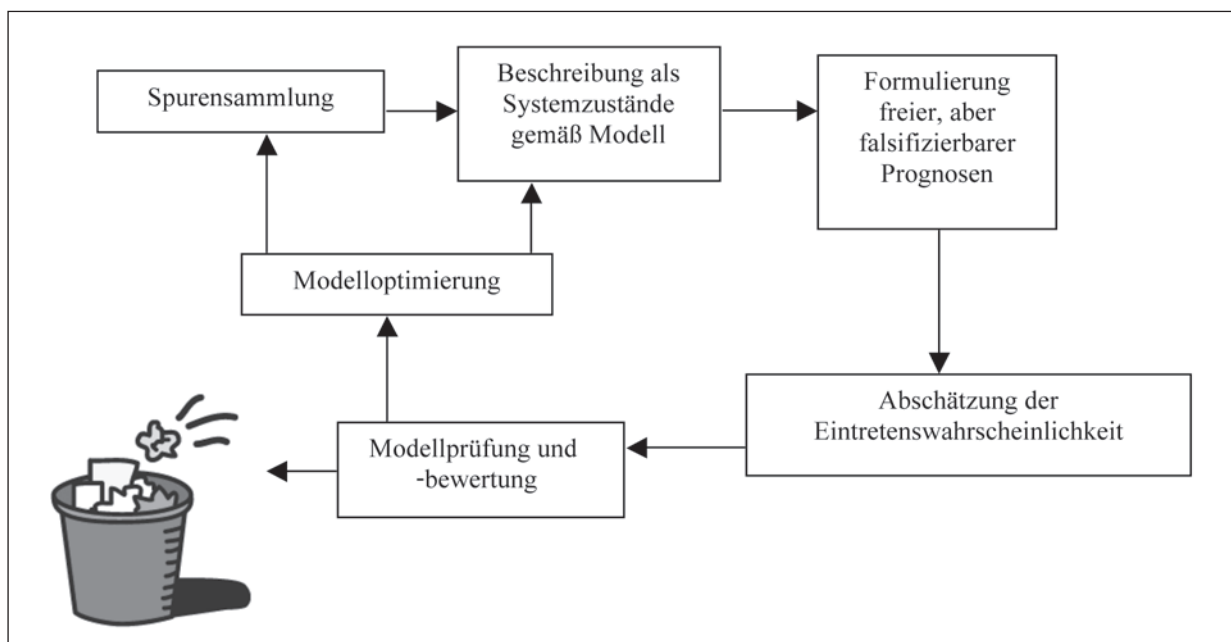 Spurensammlung
Beschreibung als
Systemzustände
gemäß Modell
Formulierung
freier, aber
falsifizierbarer
Prognosen
Modelloptimierung
Abschätzung der
Eintretenswahrscheinlichkeit
Modellprüfung und
-bewertung